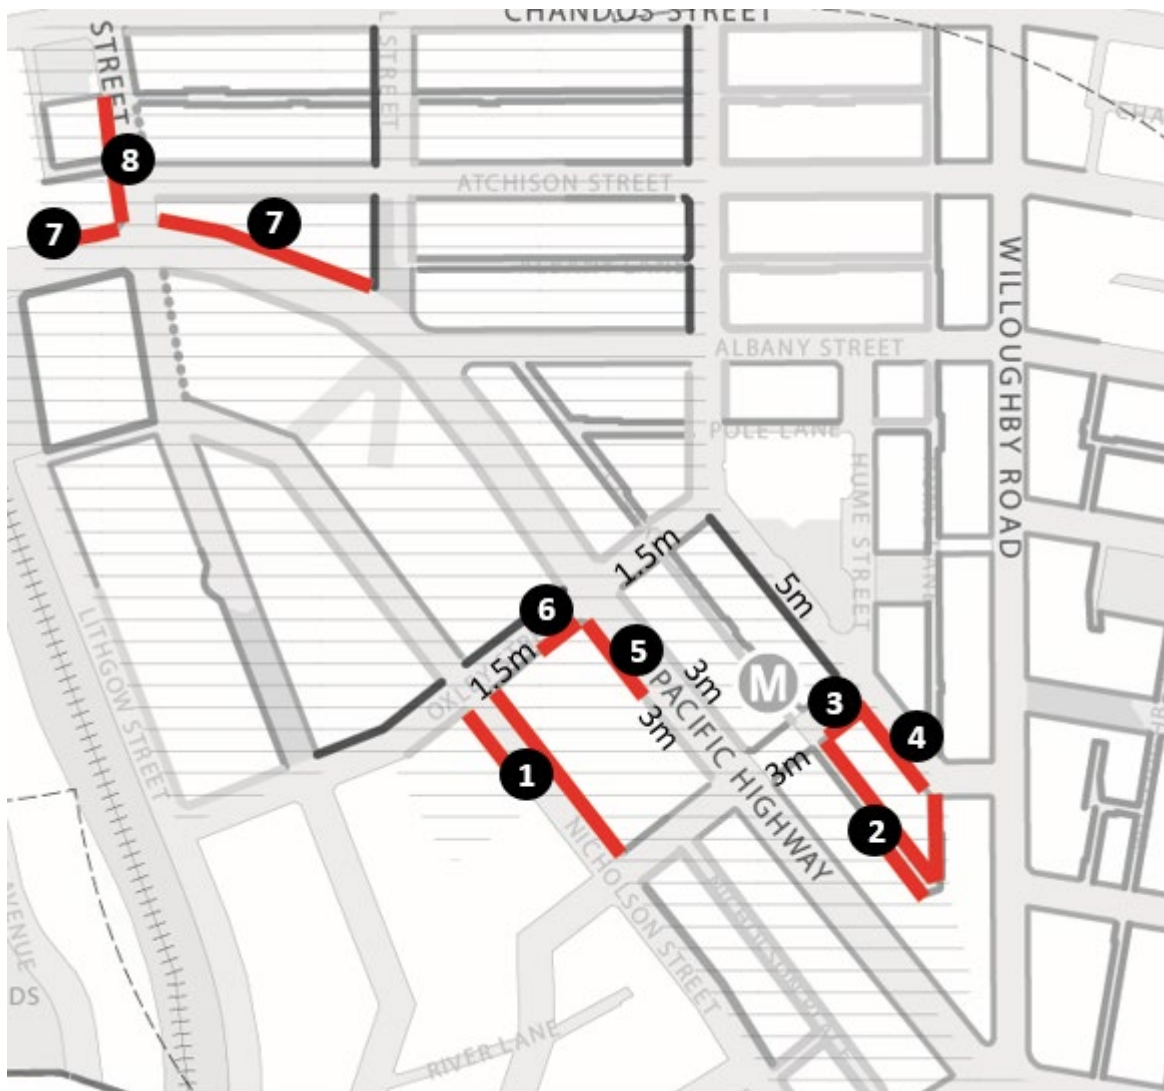 CHANDOS STREET
STREET
STREET
8
ATCHISON STREET
7
7
ALBANY LANE
WILLOUGHBY ROAD
ALBANY STREET
POLE LANE
HUME STREET
1.5m
5m
LITHGOW STREET
6
1.5m
5
3m
M
3
PACIFIC HIGHWAY
3m
4
1
3m
2
NICHOLSON STREET
AVENUE
DS
RIVER LANE